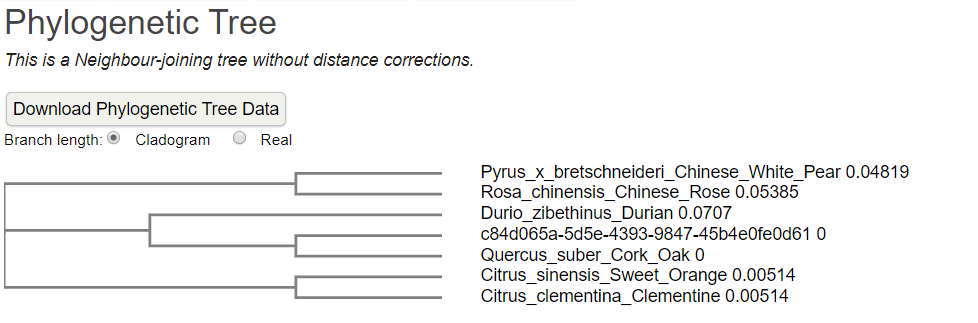 Phylogenetic Tree
This is a Neighbour-joining tree without distance corrections.
Download Phylogenetic Tree Data
Branch length: Cladogram Real
Pyrus_x_bretschneideri_Chinese_White_Pear 0.04819
Rosa_chinensis_Chinese_Rose 0.05385
Durio_zibethinus_Durian 0.0707
c84d065a-5d5e-4393-9847-45b4e0fe0d61 0
Quercus_suber_Cork_Oak 0
Citrus_sinensis_Sweet_Orange 0.00514
Citrus_clementina_Clementine 0.00514